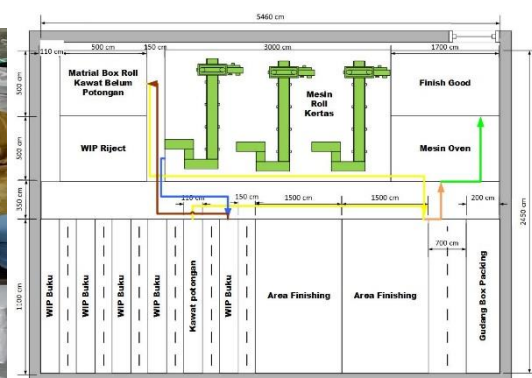 5460 cm
110 cm
500 cm
150 cm
3000 cm
1700 cm
500 cm
Matrial Box Roll
Kawat Belum
Potongan
Mesin
Roll
Kertas
Finish Good
500 cm
WIP Riject
Mesin Oven
350 cm
110 cm
150 cm
1500 cm
1500 cm
200 cm
2450 cm
700 cm
1100 cm
WIP Buku
WIP Buku
WIP Buku
WIP Buku
Kawat potongan
WIP Buku
Area Finishing
Area Finishing
Gudang Box Packing